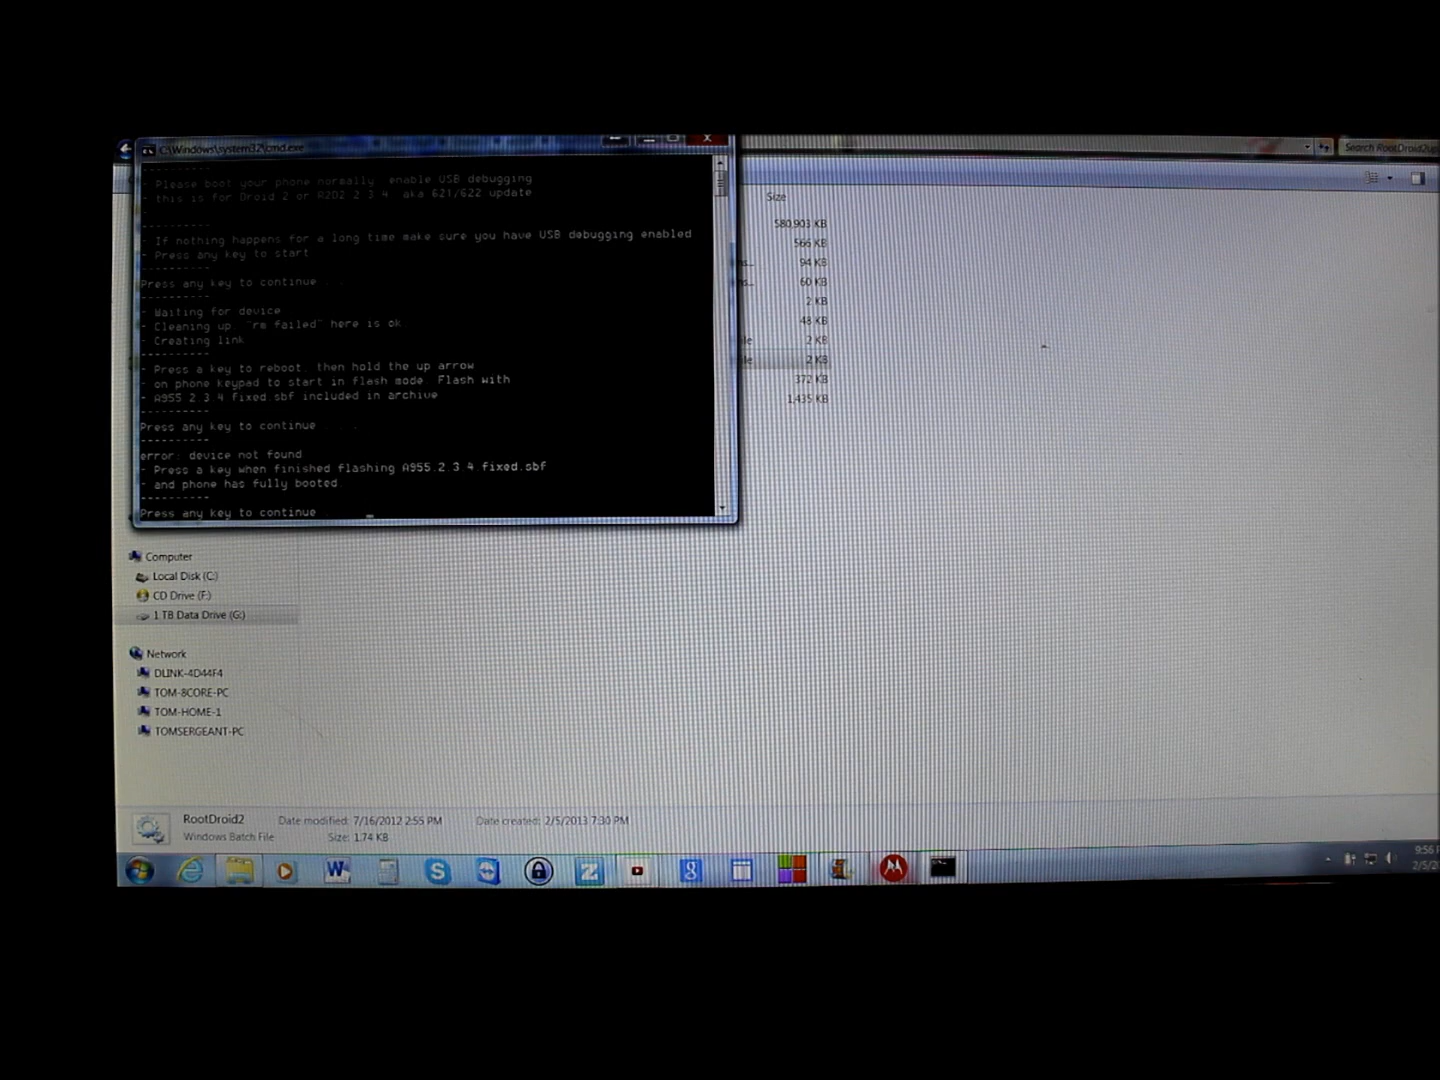 C:\Windows\system32\cmd.exe
----------
- Please boot your phone normally enable USB debugging
- this is for Droid 2 or R2D2 2 3 4 aka 621/622 update
-
----------
- If nothing happens for a long time make sure you have USB debugging enabled
- Press any key to start
----------
Press any key to continue . .
----------
- Waiting for device
- Cleaning up. "rm failed" here is ok
- Creating link
----------
- Press a key to reboot then hold the up arrow
- on phone keypad to start in flash mode. Flash with
- A955 2.3.4 fixed.sbf included in archive
----------
Press any key to continue . . .
----------
error: device not found
- Press a key when finished flashing A955.2.3.4 fixed.sbf
- and phone has fully booted.
----------
Press any key to continue . _
Search RootDroid2
Size
580,903 KB
566 KB
94 KB
60 KB
2 KB
48 KB
2 KB
2 KB
372 KB
1,435 KB
Computer
Local Disk (C:)
CD Drive (F:)
1 TB Data Drive (G:)
Network
DLINK-4D44F4
TOM-8CORE-PC
TOM-HOME-1
TOMSERGEANT-PC
RootDroid2 Date modified: 7/16/2012 2:55 PM Date created: 2/5/2013 7:30 PM
Windows Batch File Size: 1.74 KB
9:56
2/5/2